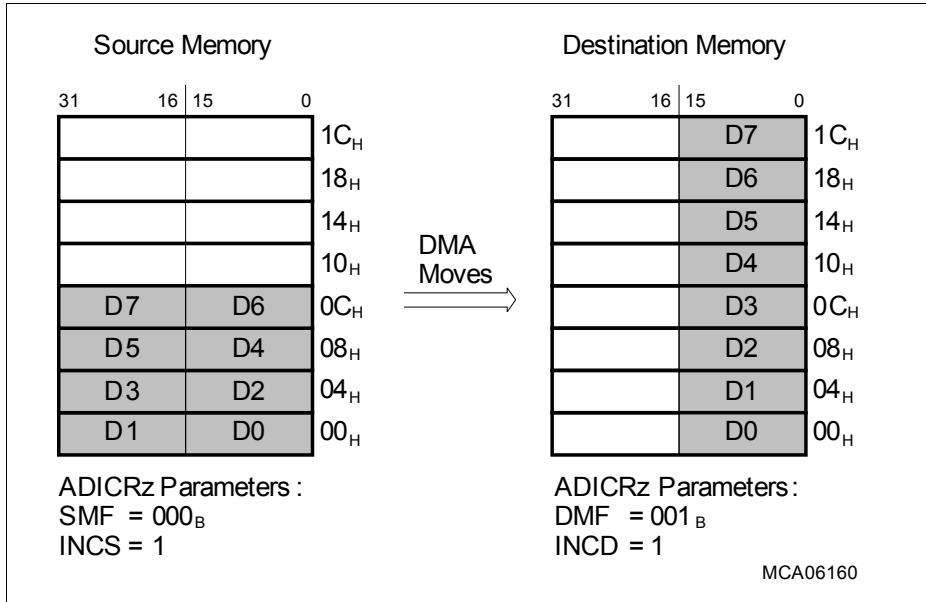 Source Memory Destination Memory
31 16 15 0 31 16 15 0
1CH D7 1CH
18H D6 18H
14H D5 14H
10H D4 10H
DMA
Moves
D7 D6 0CH D3 0CH
D5 D4 08H D2 08H
D3 D2 04H D1 04H
D1 D0 00H D0 00H
ADICRz Parameters: ADICRz Parameters:
SMF = 000B DMF = 001B
INCS = 1 INCD = 1
MCA06160